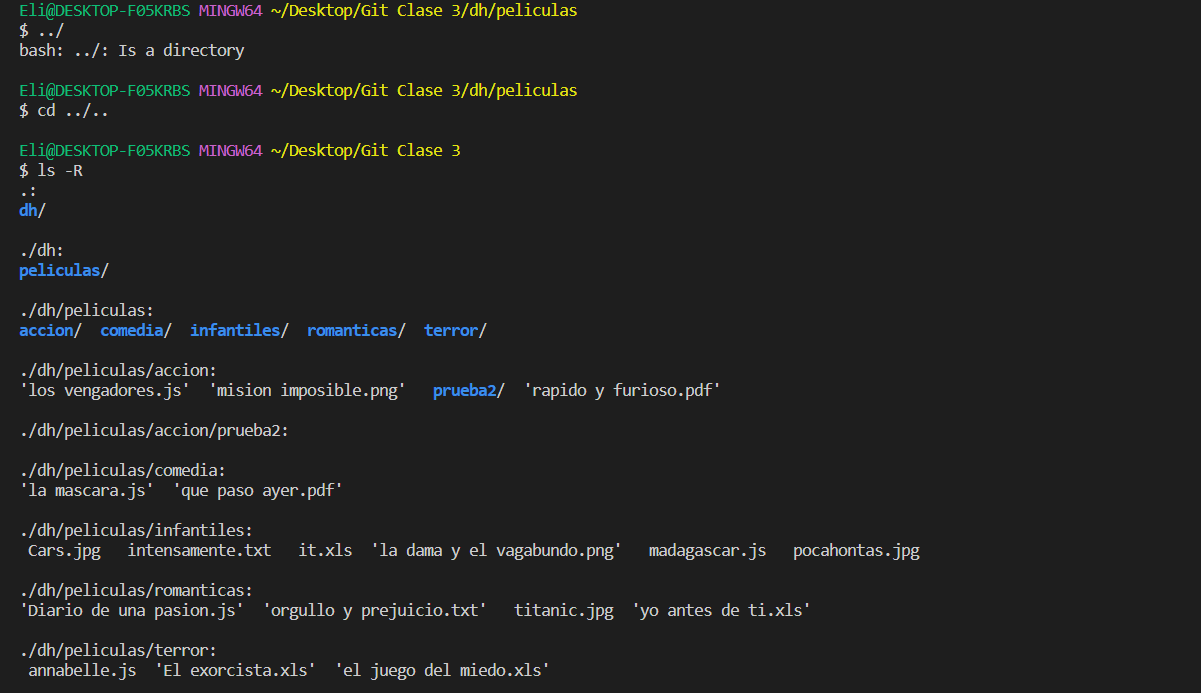 Eli@DESKTOP-F05KRBS MINGW64 ~/Desktop/Git Clase 3/dh/peliculas
$ ../
bash: ../: Is a directory
Eli@DESKTOP-F05KRBS MINGW64 ~/Desktop/Git Clase 3/dh/peliculas
$ cd ../..
Eli@DESKTOP-F05KRBS MINGW64 ~/Desktop/Git Clase 3
$ ls -R
.:
dh/
./dh:
peliculas/
./dh/peliculas:
accion/  comedia/  infantiles/  romanticas/  terror/
./dh/peliculas/accion:
'los vengadores.js'  'mision imposible.png'   prueba2/  'rapido y furioso.pdf'
./dh/peliculas/accion/prueba2:
./dh/peliculas/comedia:
'la mascara.js'  'que paso ayer.pdf'
./dh/peliculas/infantiles:
 Cars.jpg   intensamente.txt   it.xls  'la dama y el vagabundo.png'   madagascar.js   pocahontas.jpg
./dh/peliculas/romanticas:
'Diario de una pasion.js'  'orgullo y prejuicio.txt'   titanic.jpg  'yo antes de ti.xls'
./dh/peliculas/terror:
 annabelle.js  'El exorcista.xls'  'el juego del miedo.xls'